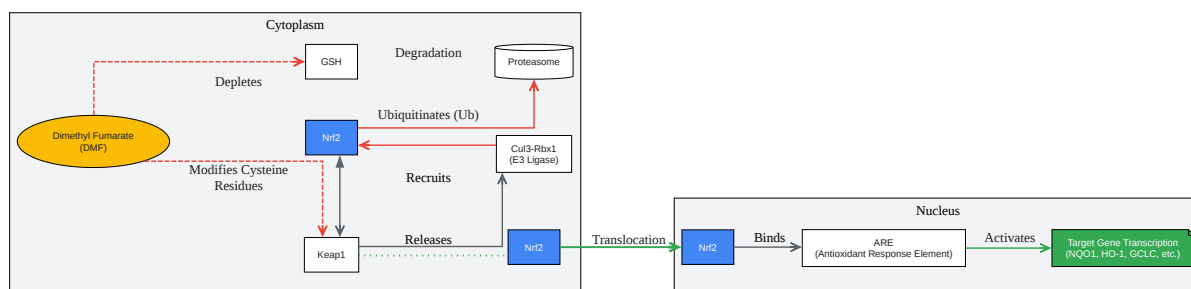 Cytoplasm
GSH
Degradation
Proteasome
Depletes
Ubiquitinates (Ub)
Dimethyl Fumarate
(DMF)
Nrf2
Cul3-Rbx1
(E3 Ligase)
Modifies Cysteine
Residues
Recruits
Keap1
Releases
Nrf2
Translocation
Nucleus
Nrf2
Binds
ARE
(Antioxidant Response Element)
Activates
Target Gene Transcription
(NQO1, HO-1, GCLC, etc.)